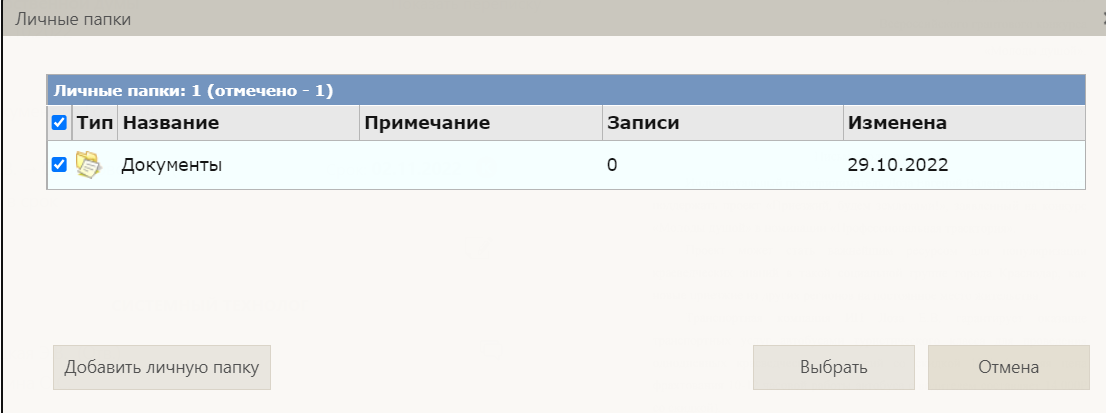 Личные папки
Личные папки: 1 (отмечено - 1)
Тип Название Примечание Записи Изменена
Документы 0 29.10.2022
Добавить личную папку Выбрать Отмена